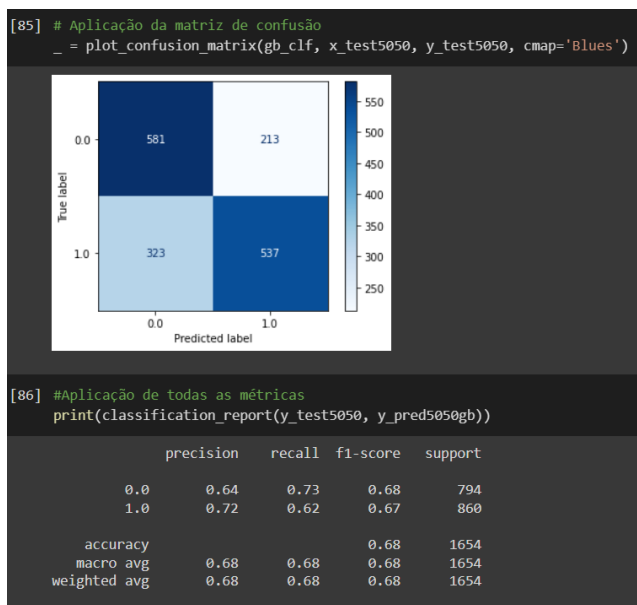 [85] # Aplicação da matriz de confusão
_ = plot_confusion_matrix(gb_clf, x_test5050, y_test5050, cmap='Blues')
True label
0.0 581 213
1.0 323 537
0.0 1.0
Predicted label
550
500
450
400
350
300
250
[86] #Aplicação de todas as métricas
print(classification_report(y_test5050, y_pred5050gb))
precision recall f1-score support
0.0 0.64 0.73 0.68 794
1.0 0.72 0.62 0.67 860
accuracy 0.68 1654
macro avg 0.68 0.68 0.68 1654
weighted avg 0.68 0.68 0.68 1654